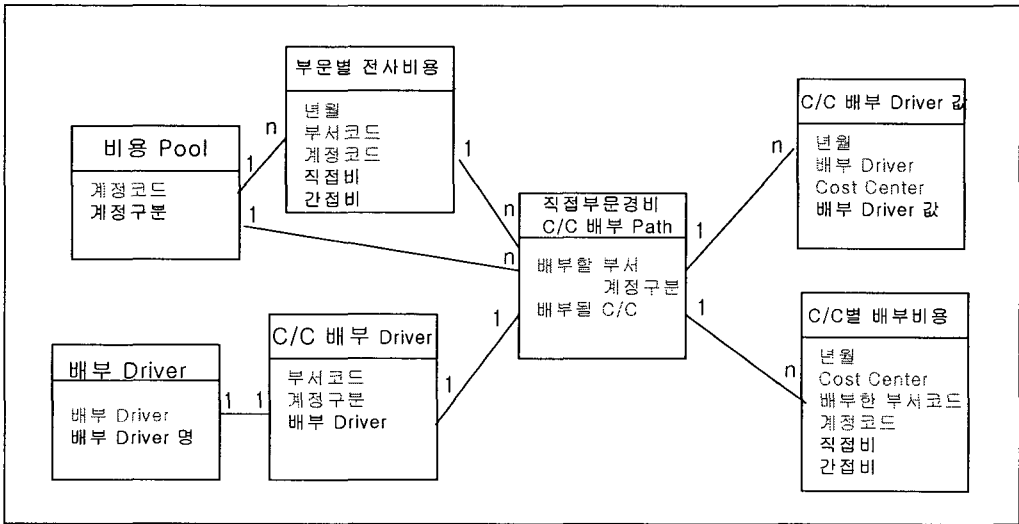 부문별 전사비용
년월
부서코드
계정코드
직접비
간접비
비용 Pool
계정코드
계정구분
1
n
1
n
1
n
직접부문경비
C/C 배부 Path
배부할 부서
계정구분
배부될 C/C
C/C 배부 Driver 값
년월
배부 Driver
Cost Center
배부 Driver 값
1
n
배부 Driver
배부 Driver
배부 Driver 명
1
1
C/C 배부 Driver
부서코드
계정구분
배부 Driver
1
1
C/C별 배부비용
년월
Cost Center
배부한 부서코드
계정코드
직접비
간접비
1
n